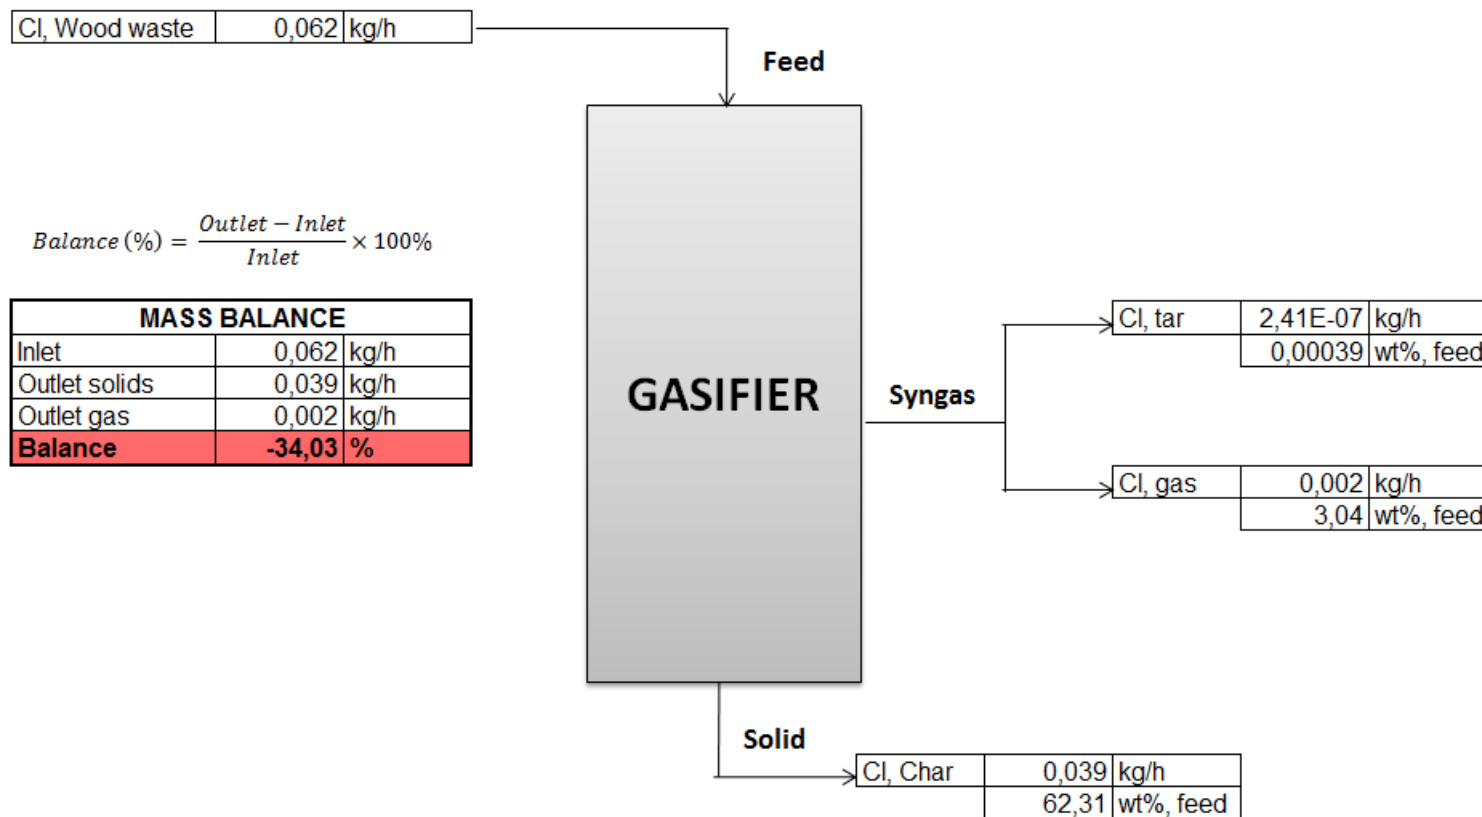 Cl, Wood waste 0,062 kg/h
Feed
Balance (%) = Outlet − Inlet / Inlet × 100%
MASS BALANCE
Inlet 0,062 kg/h
Outlet solids 0,039 kg/h
Outlet gas 0,002 kg/h
Balance -34,03 %
GASIFIER
Syngas
Cl, tar 2,41E-07 kg/h
0,00039 wt%, feed
Cl, gas 0,002 kg/h
3,04 wt%, feed
Solid
Cl, Char 0,039 kg/h
62,31 wt%, feed